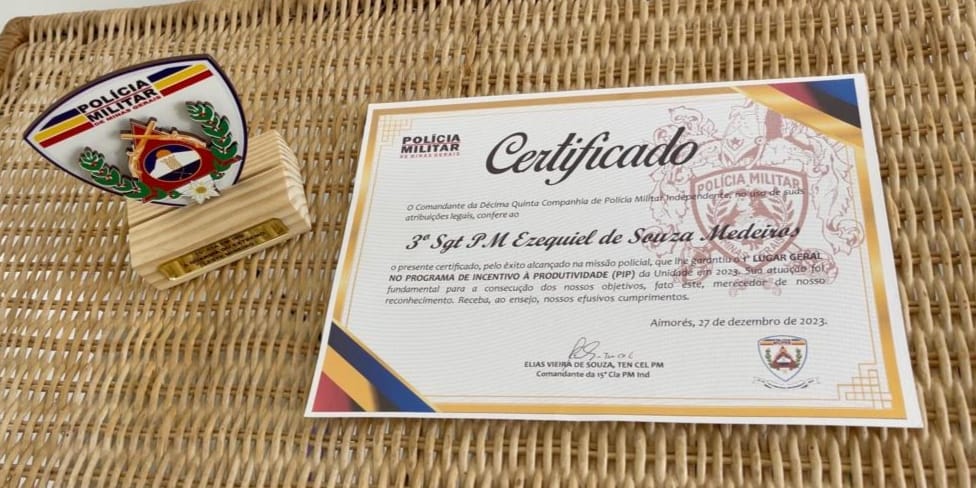 POLÍCIA
MILITAR
DE MINAS GERAIS
POLÍCIA
MILITAR
DE MINAS GERAIS
Certificado
POLÍCIA MILITAR
MINAS GERAIS
O Comandante da Décima Quinta Companhia de Polícia Militar Independente, no uso de suas
atribuições legais, confere ao
3º Sgt PM Ezequiel de Souza Medeiros
o presente certificado, pelo êxito alcançado na missão policial, que lhe garantiu o 1º LUGAR GERAL
NO PROGRAMA DE INCENTIVO À PRODUTIVIDADE (PIP) da Unidade em 2023. Sua atuação foi
fundamental para a consecução dos nossos objetivos, fato este, merecedor de nosso
reconhecimento. Receba, ao ensejo, nossos efusivos cumprimentos.
Aimorés, 27 de dezembro de 2023.
ELIAS VIEIRA DE SOUZA, TEN CEL PM
Comandante da 15ª Cia PM Ind